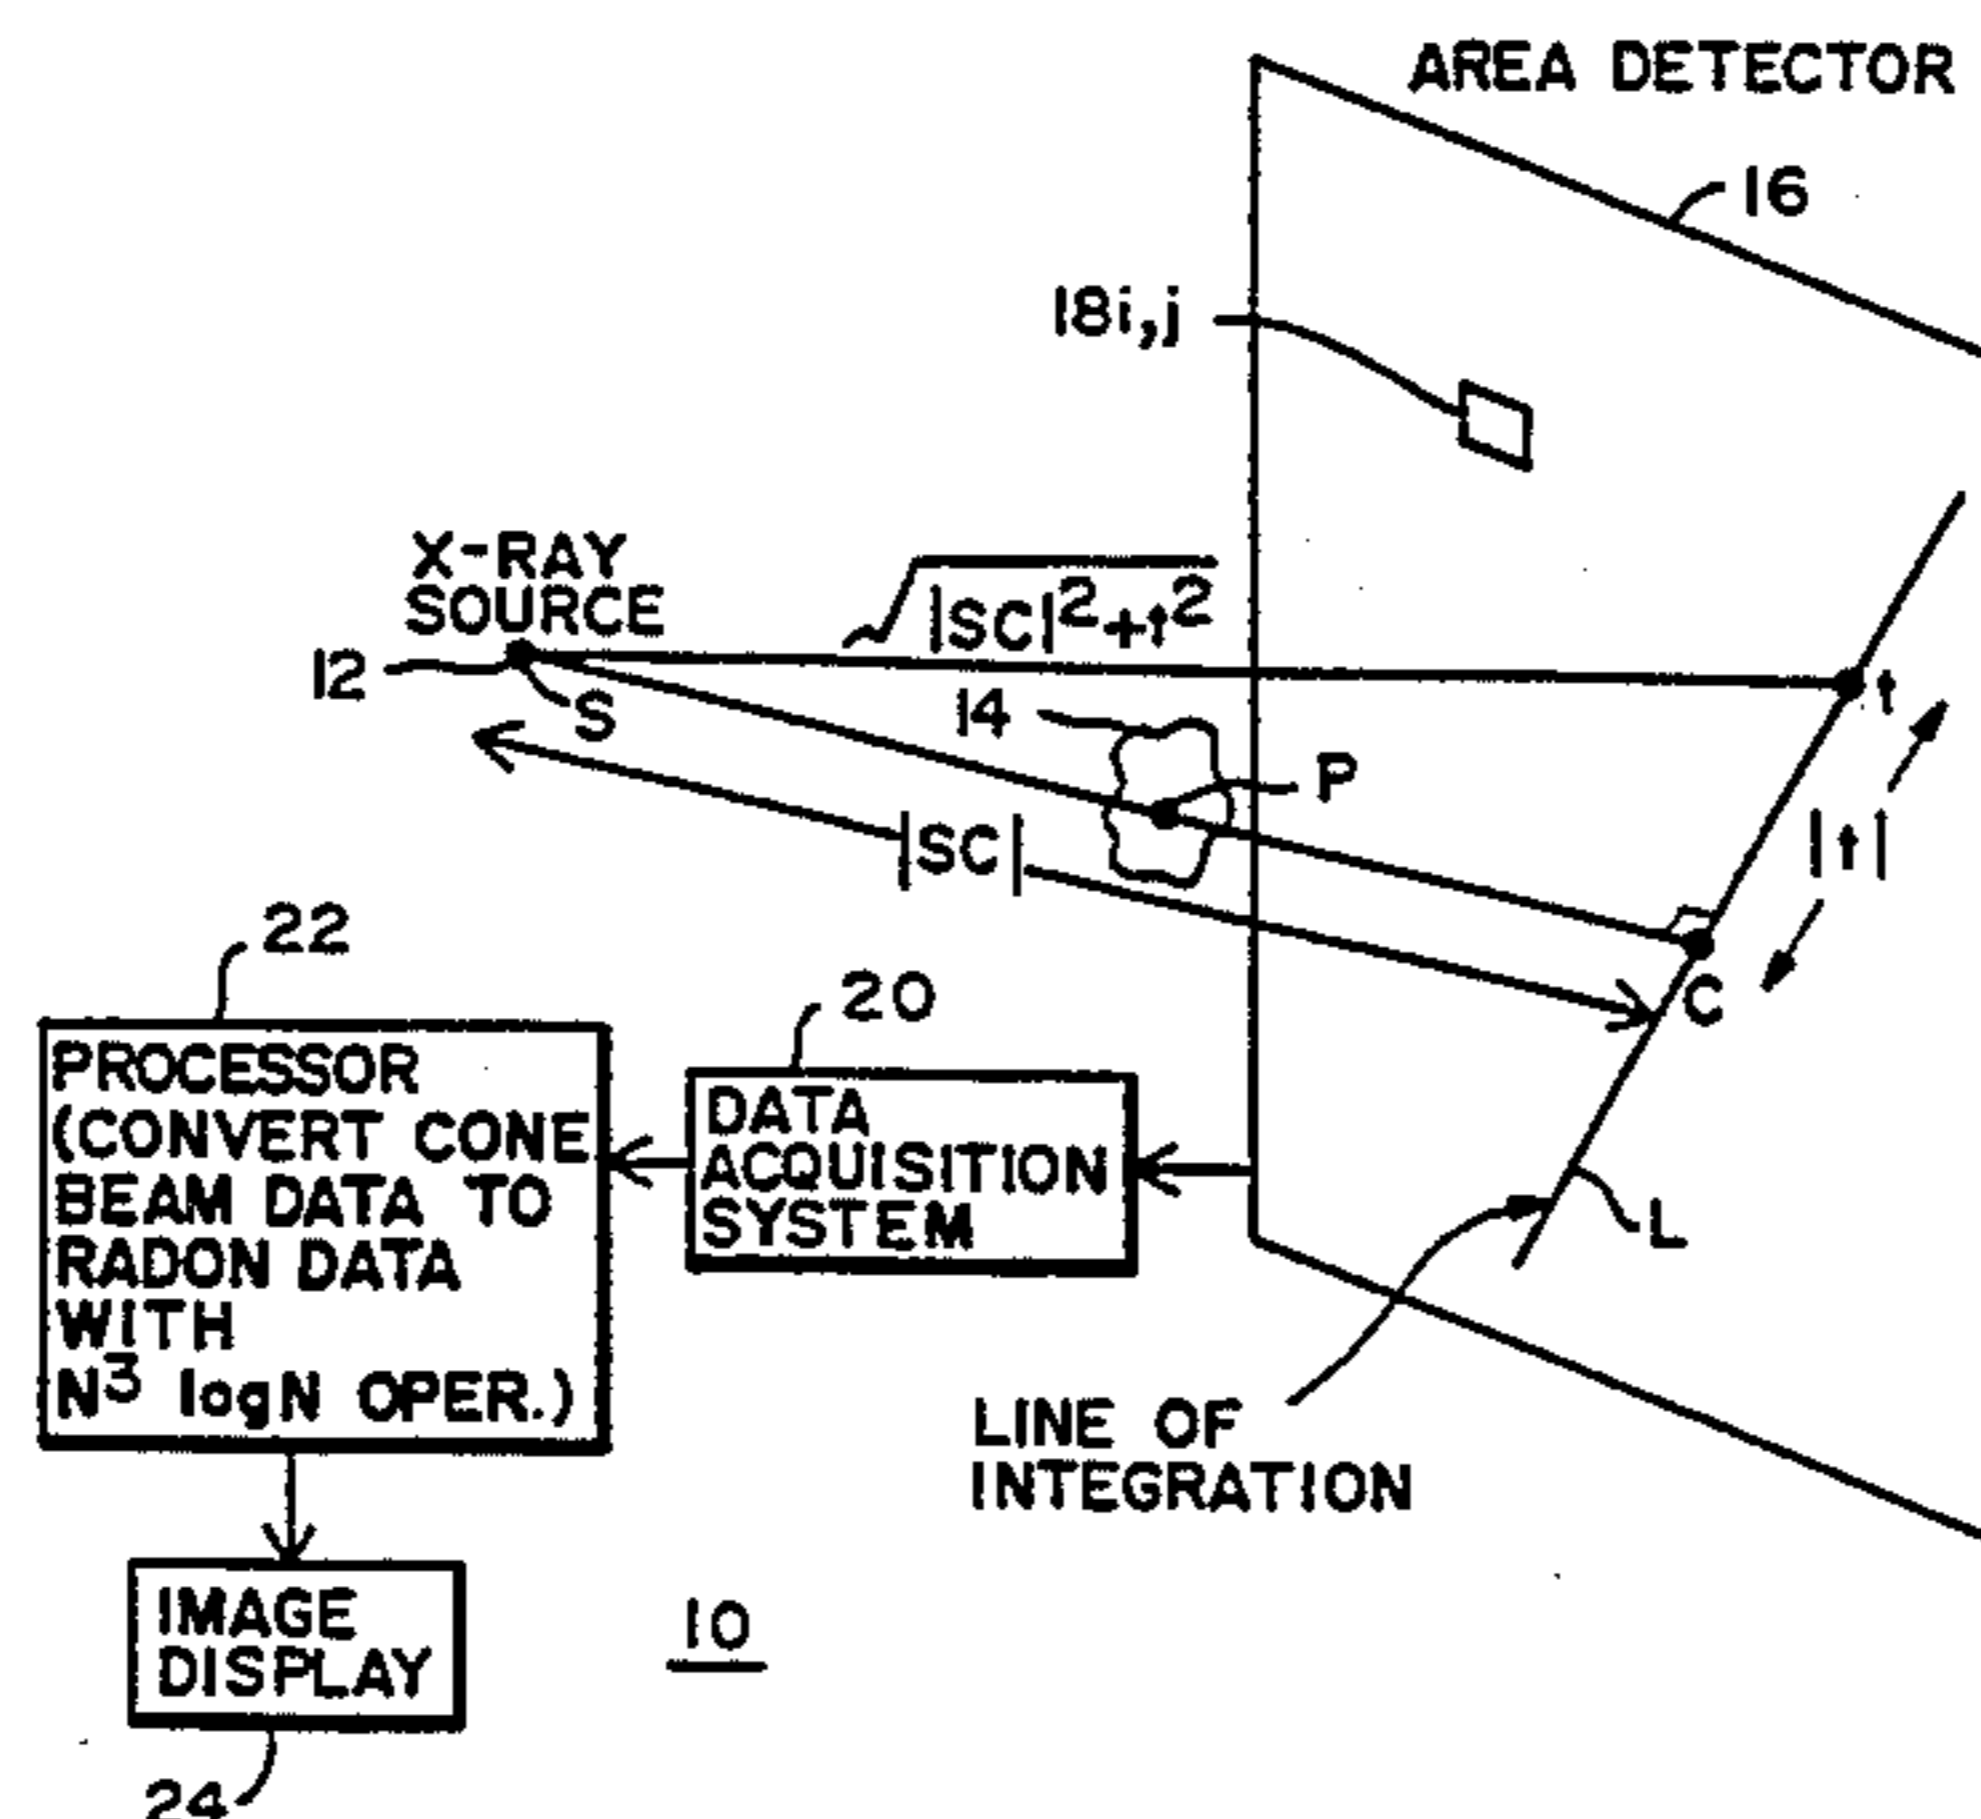 AREA DETECTOR
16
18i,j
X-RAY
SOURCE
√|SC|²+t²
12
S
14
t
P
|t|
|SC|
C
22
20
PROCESSOR
(CONVERT CONE
BEAM DATA TO
RADON DATA
WITH
N³ logN OPER.)
DATA
ACQUISITION
SYSTEM
L
LINE OF
INTEGRATION
IMAGE
DISPLAY
10
24